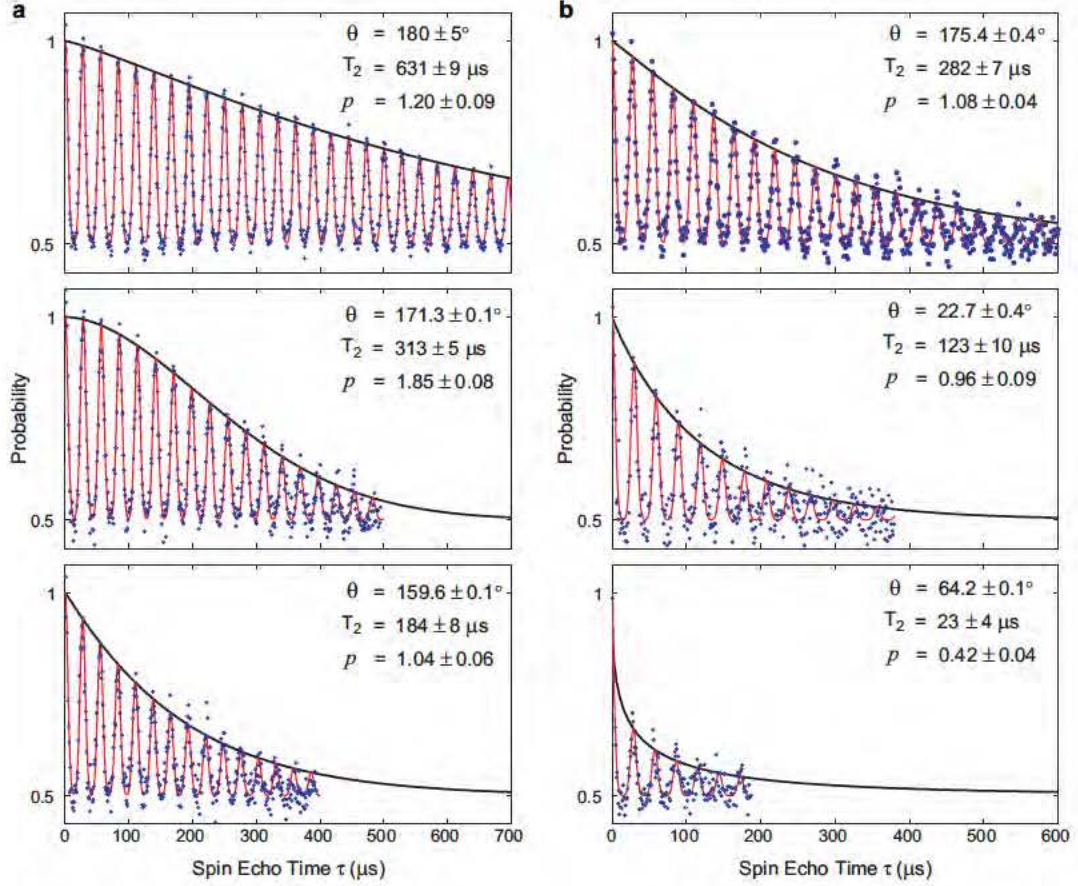 a
b
1
θ = 180 ± 5°
T2 = 631 ± 9 μs
p = 1.20 ± 0.09
0.5
1
θ = 175.4 ± 0.4°
T2 = 282 ± 7 μs
p = 1.08 ± 0.04
0.5
1
θ = 171.3 ± 0.1°
T2 = 313 ± 5 μs
p = 1.85 ± 0.08
Probability
0.5
1
θ = 22.7 ± 0.4°
T2 = 123 ± 10 μs
p = 0.96 ± 0.09
Probability
0.5
1
θ = 159.6 ± 0.1°
T2 = 184 ± 8 μs
p = 1.04 ± 0.06
0.5
0 100 200 300 400 500 600 700
Spin Echo Time τ (μs)
1
θ = 64.2 ± 0.1°
T2 = 23 ± 4 μs
p = 0.42 ± 0.04
0.5
0 100 200 300 400 500 600
Spin Echo Time τ (μs)